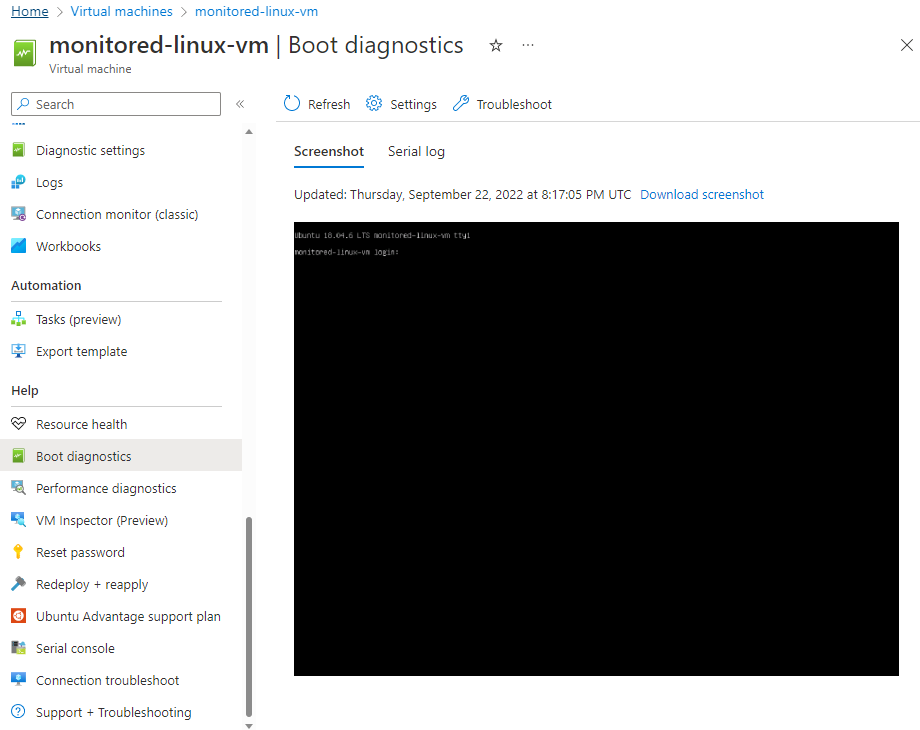 Home > Virtual machines > monitored-linux-vm
monitored-linux-vm | Boot diagnostics
Virtual machine
Search
Diagnostic settings
Logs
Connection monitor (classic)
Workbooks
Automation
Tasks (preview)
Export template
Help
Resource health
Boot diagnostics
Performance diagnostics
VM Inspector (Preview)
Reset password
Redeploy + reapply
Ubuntu Advantage support plan
Serial console
Connection troubleshoot
Support + Troubleshooting
Refresh Settings Troubleshoot
Screenshot Serial log
Updated: Thursday, September 22, 2022 at 8:17:05 PM UTC Download screenshot
Ubuntu 18.04.6 LTS monitored-linux-vm tty1
monitored-linux-vm login: